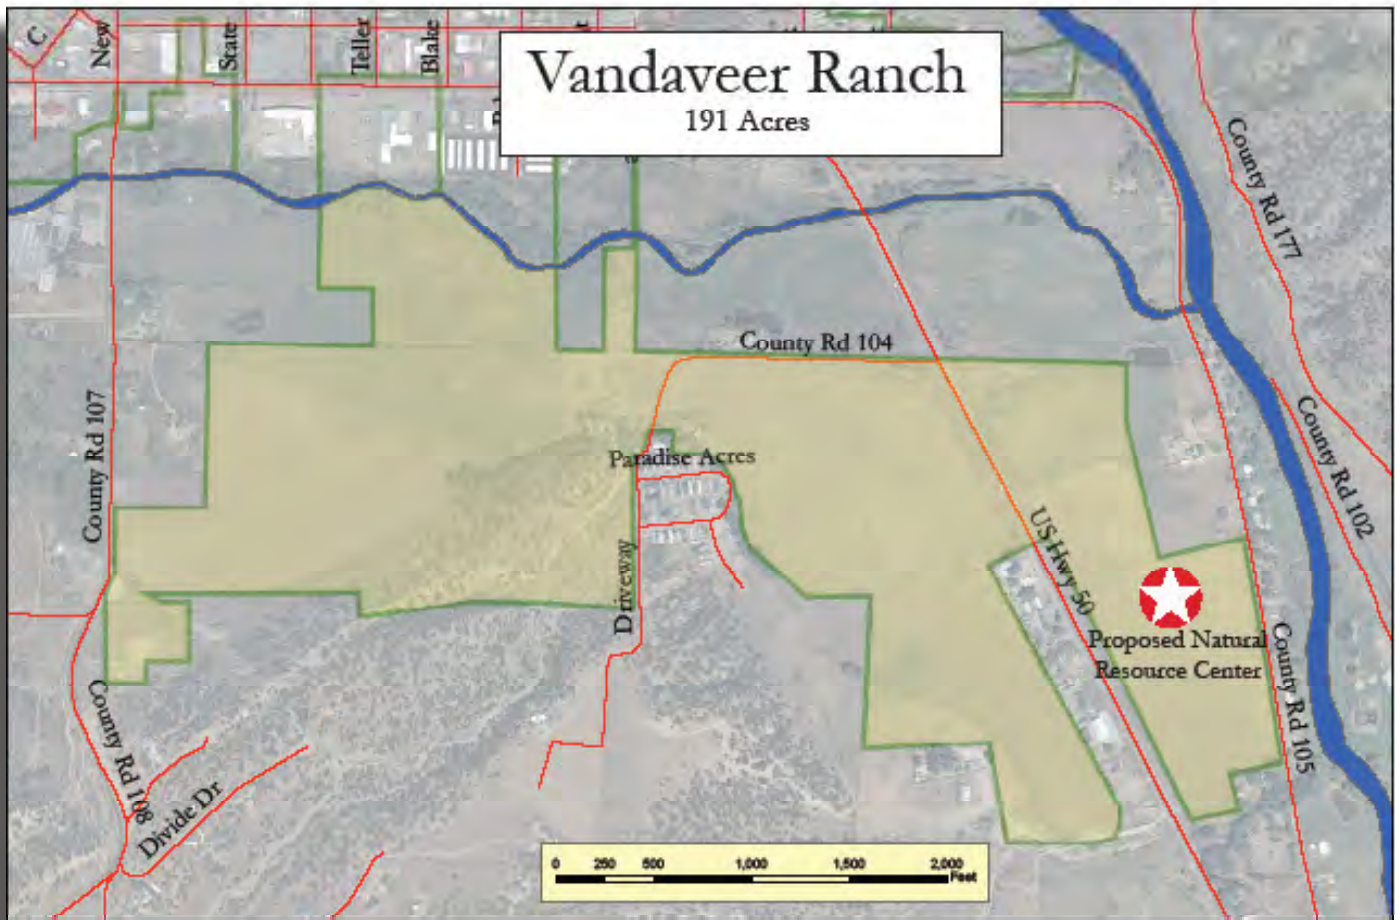 C
New
State
Teller
Blake
Vandaveer Ranch
191 Acres
County Rd 177
County Rd 104
County Rd 107
Paradise Acres
County Rd 102
US Hwy 50
Driveway
Proposed Natural
Resource Center
County Rd 105
County Rd 108
Divide Dr
0 250 500 1,000 1,500 2,000
Feet